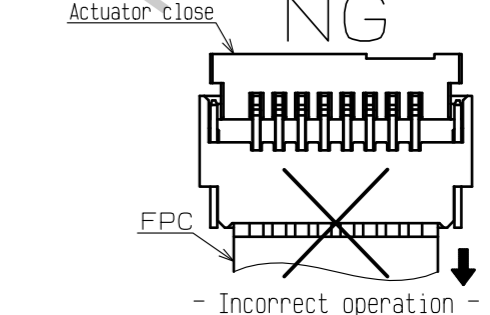 NG
Actuator close
FPC
- Incorrect operation -